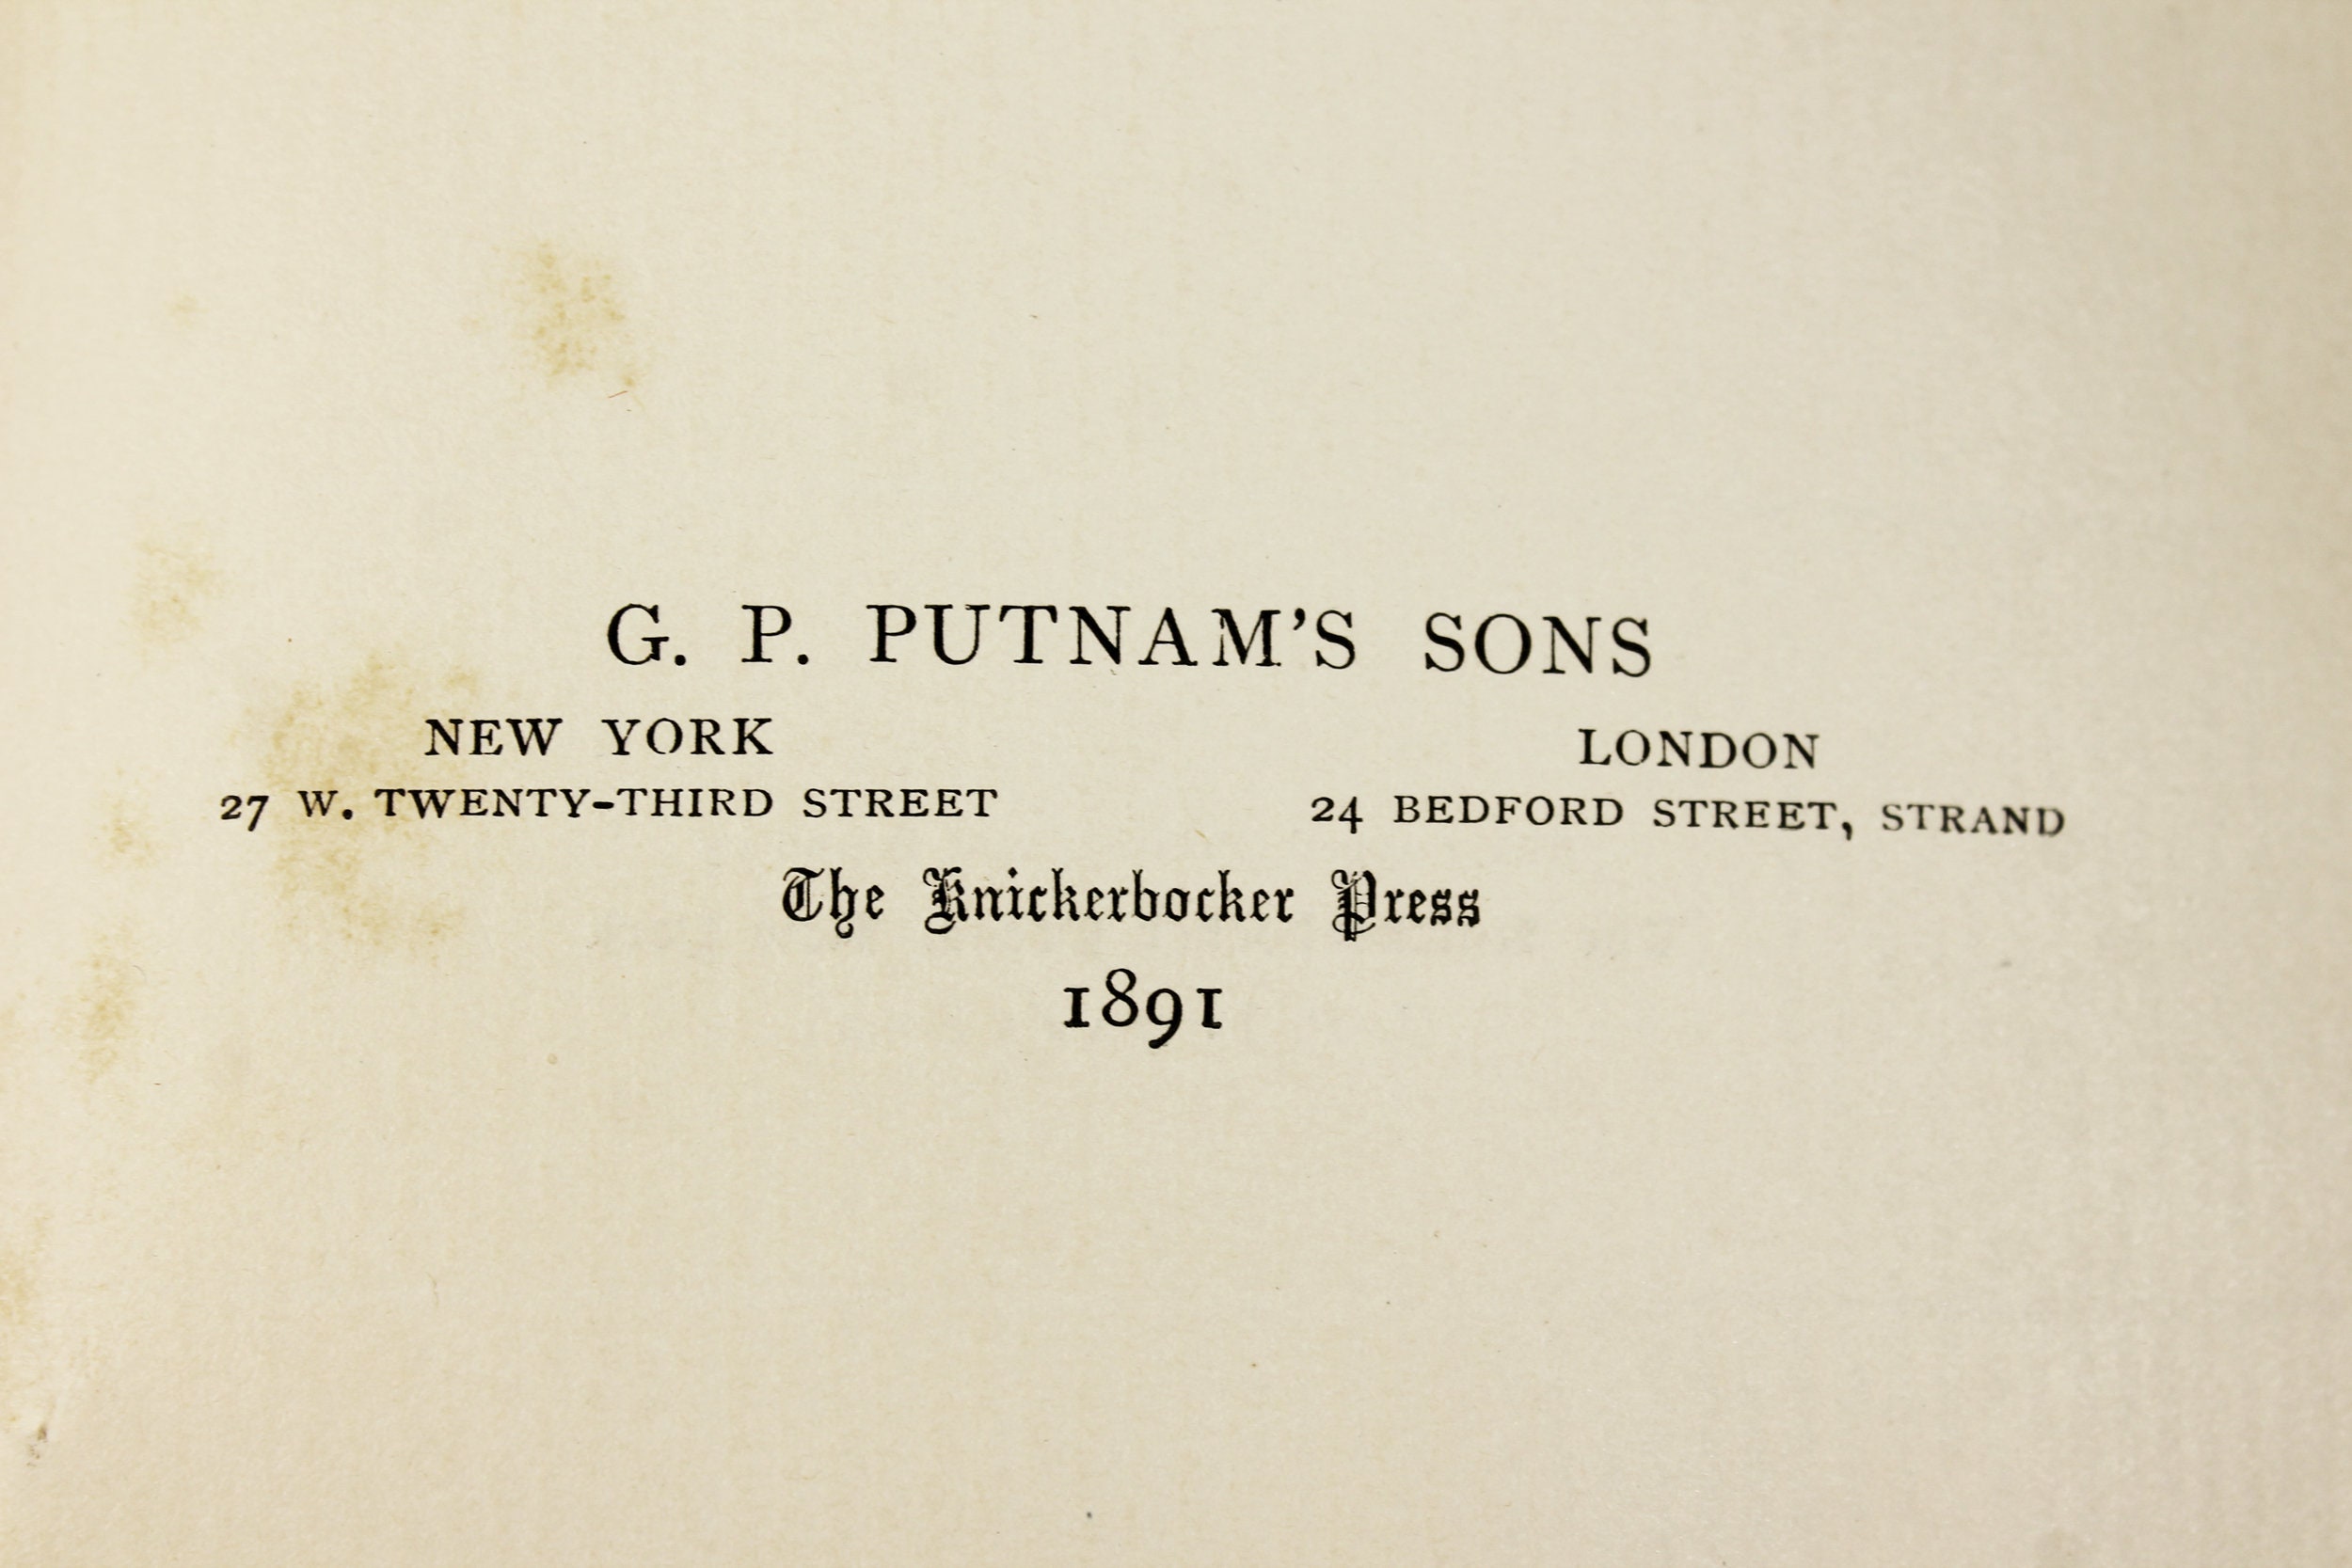 G. P. PUTNAM'S SONS
NEW YORK LONDON
27 W. TWENTY-THIRD STREET 24 BEDFORD STREET, STRAND
The Knickerbocker Press
1891